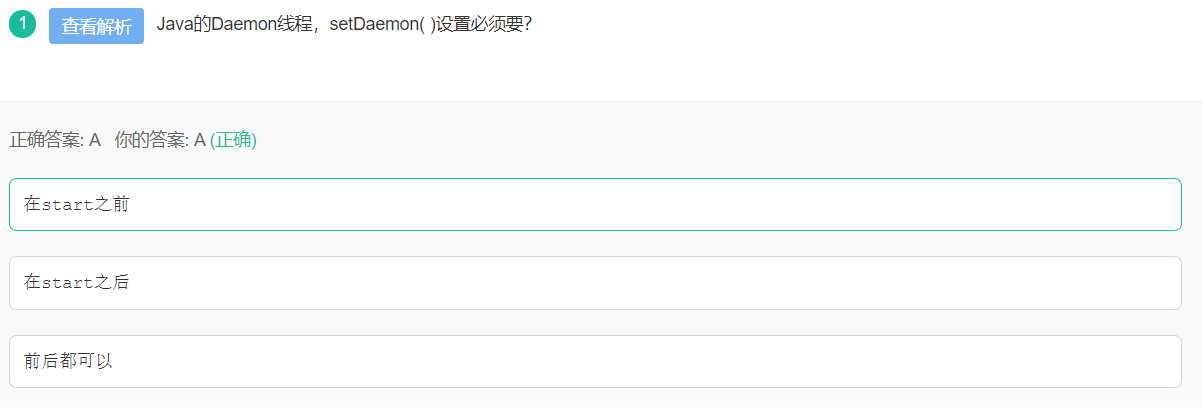 1 查看解析 Java的Daemon线程，setDaemon( )设置必须要？
正确答案: A 你的答案: A (正确)
在start之前
在start之后
前后都可以